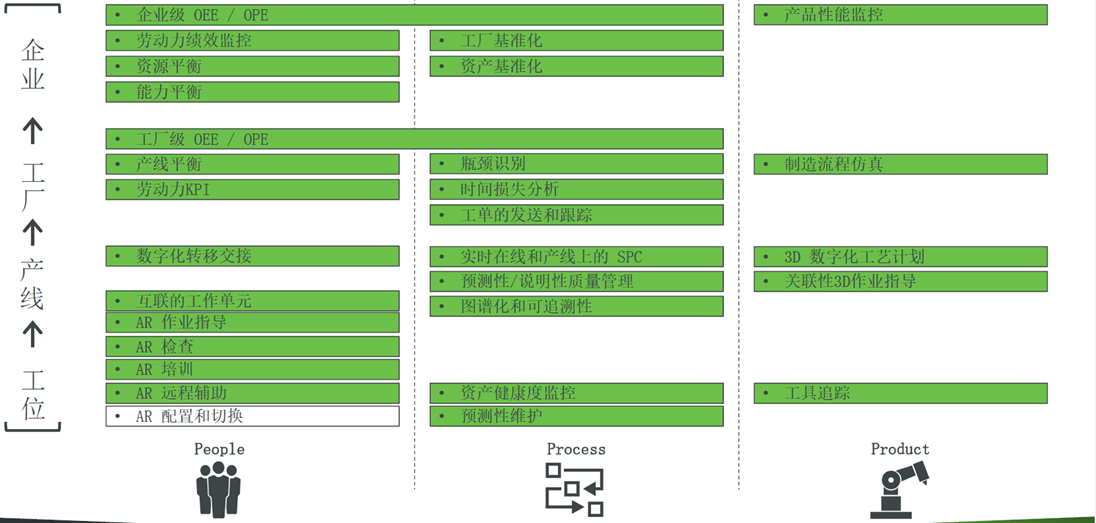 企业
• 企业级 OEE / OPE
• 产品性能监控
• 劳动力绩效监控
• 工厂基准化
• 资源平衡
• 资产基准化
• 能力平衡
工厂
• 工厂级 OEE / OPE
• 产线平衡
• 瓶颈识别
• 制造流程仿真
• 劳动力KPI
• 时间损失分析
• 工单的发送和跟踪
产线
• 数字化转移交接
• 实时在线和产线上的 SPC
• 3D 数字化工艺计划
• 预测性/说明性质量管理
• 关联性3D作业指导
• 互联的工作单元
• 图谱化和可追溯性
• AR 作业指导
• AR 检查
• AR 培训
工位
• AR 远程辅助
• 资产健康度监控
• 工具追踪
• AR 配置和切换
• 预测性维护
People
Process
Product